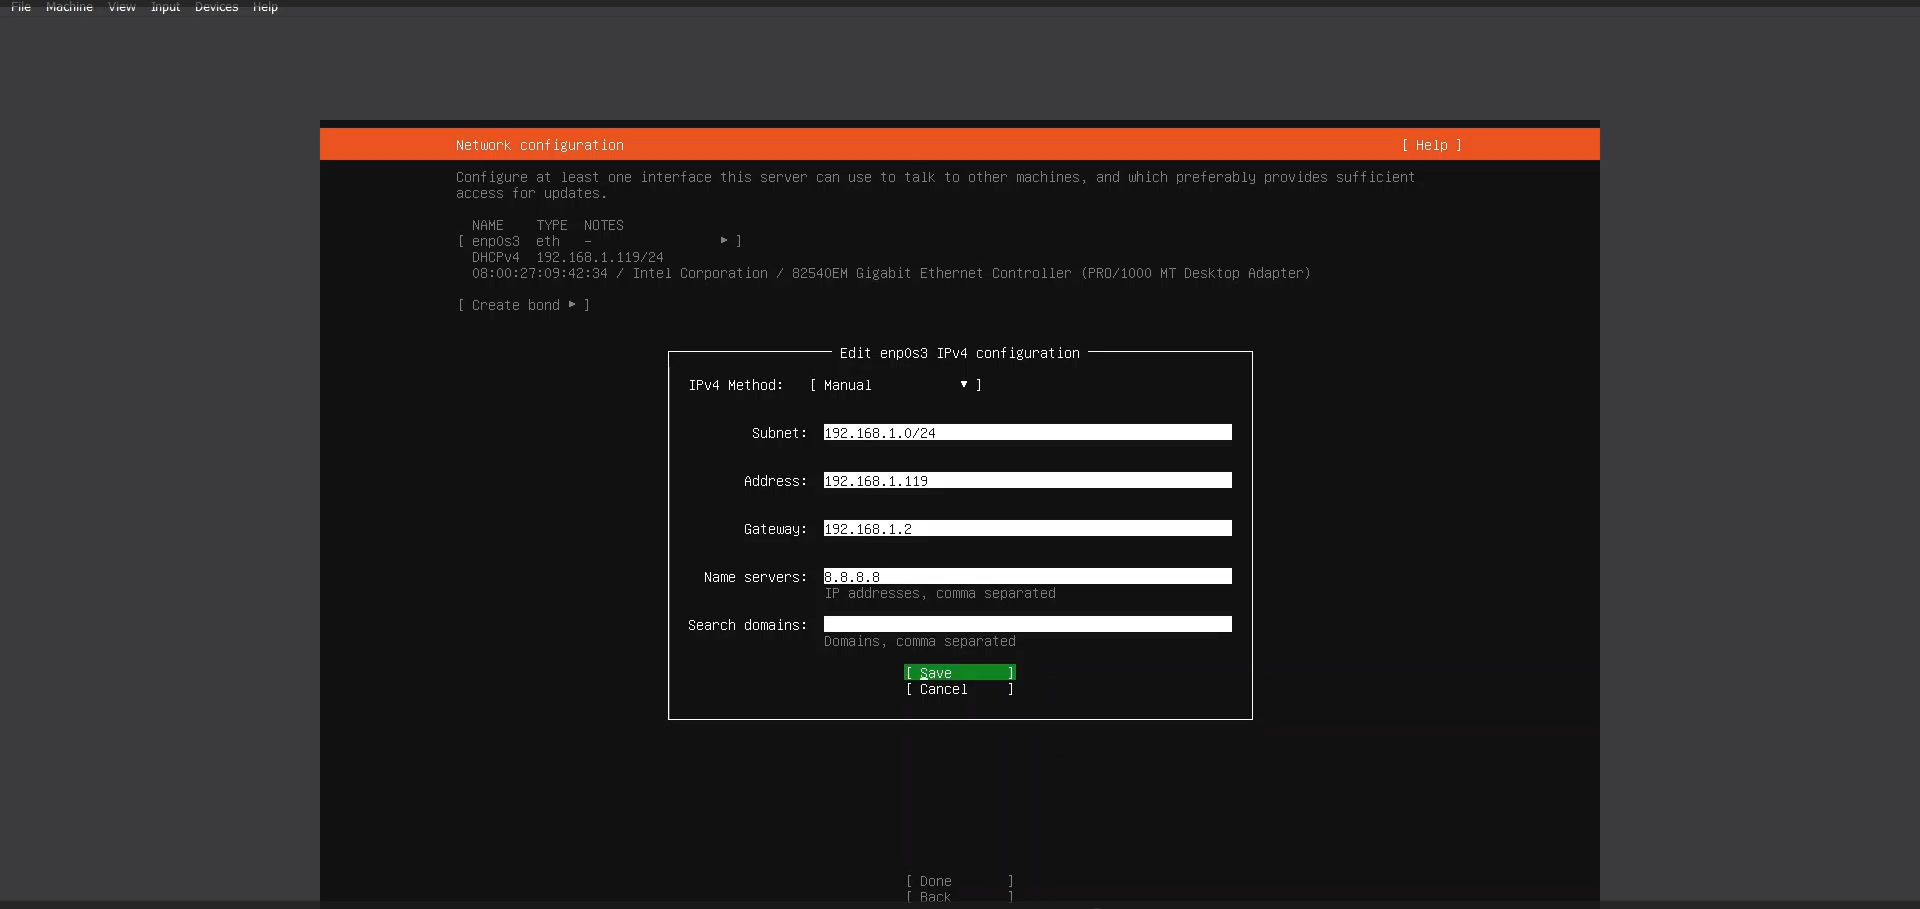 File Machine View Input Devices Help
Network configuration [ Help ]
Configure at least one interface this server can use to talk to other machines, and which preferably provides sufficient
access for updates.
NAME TYPE NOTES
[ enp0s3 eth - ▸ ]
DHCPv4 192.168.1.119/24
08:00:27:09:42:34 / Intel Corporation / 82540EM Gigabit Ethernet Controller (PRO/1000 MT Desktop Adapter)
[ Create bond ▸ ]
Edit enp0s3 IPv4 configuration
IPv4 Method: [ Manual ▾ ]
Subnet: 192.168.1.0/24
Address: 192.168.1.119
Gateway: 192.168.1.2
Name servers: 8.8.8.8
IP addresses, comma separated
Search domains:
Domains, comma separated
[ Save ]
[ Cancel ]
[ Done ]
[ Back ]